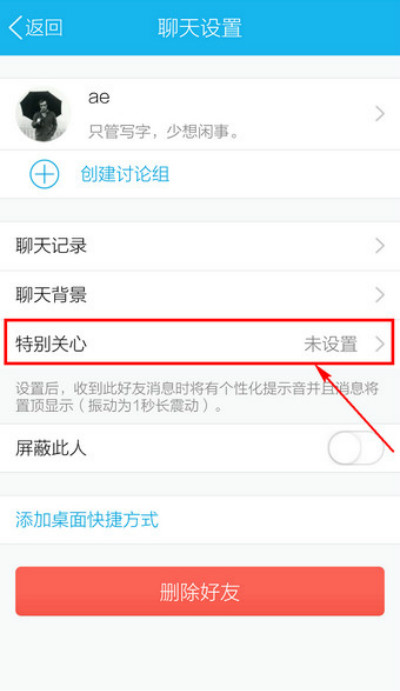 返回
聊天设置
ae
只管写字，少想闲事。
创建讨论组
聊天记录
聊天背景
特别关心 未设置
设置后，收到此好友消息时将有个性化提示音并且消息将
置顶显示（振动为1秒长震动）。
屏蔽此人
添加桌面快捷方式
删除好友